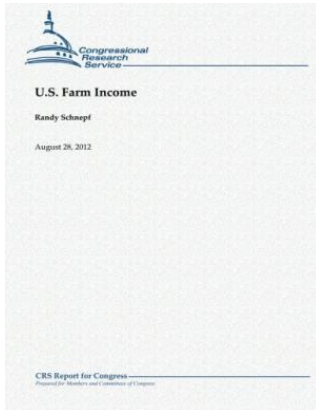 Congressional
Research
Service
U.S. Farm Income
Randy Schnepf
August 28, 2012
CRS Report for Congress
Prepared for Members and Committees of Congress